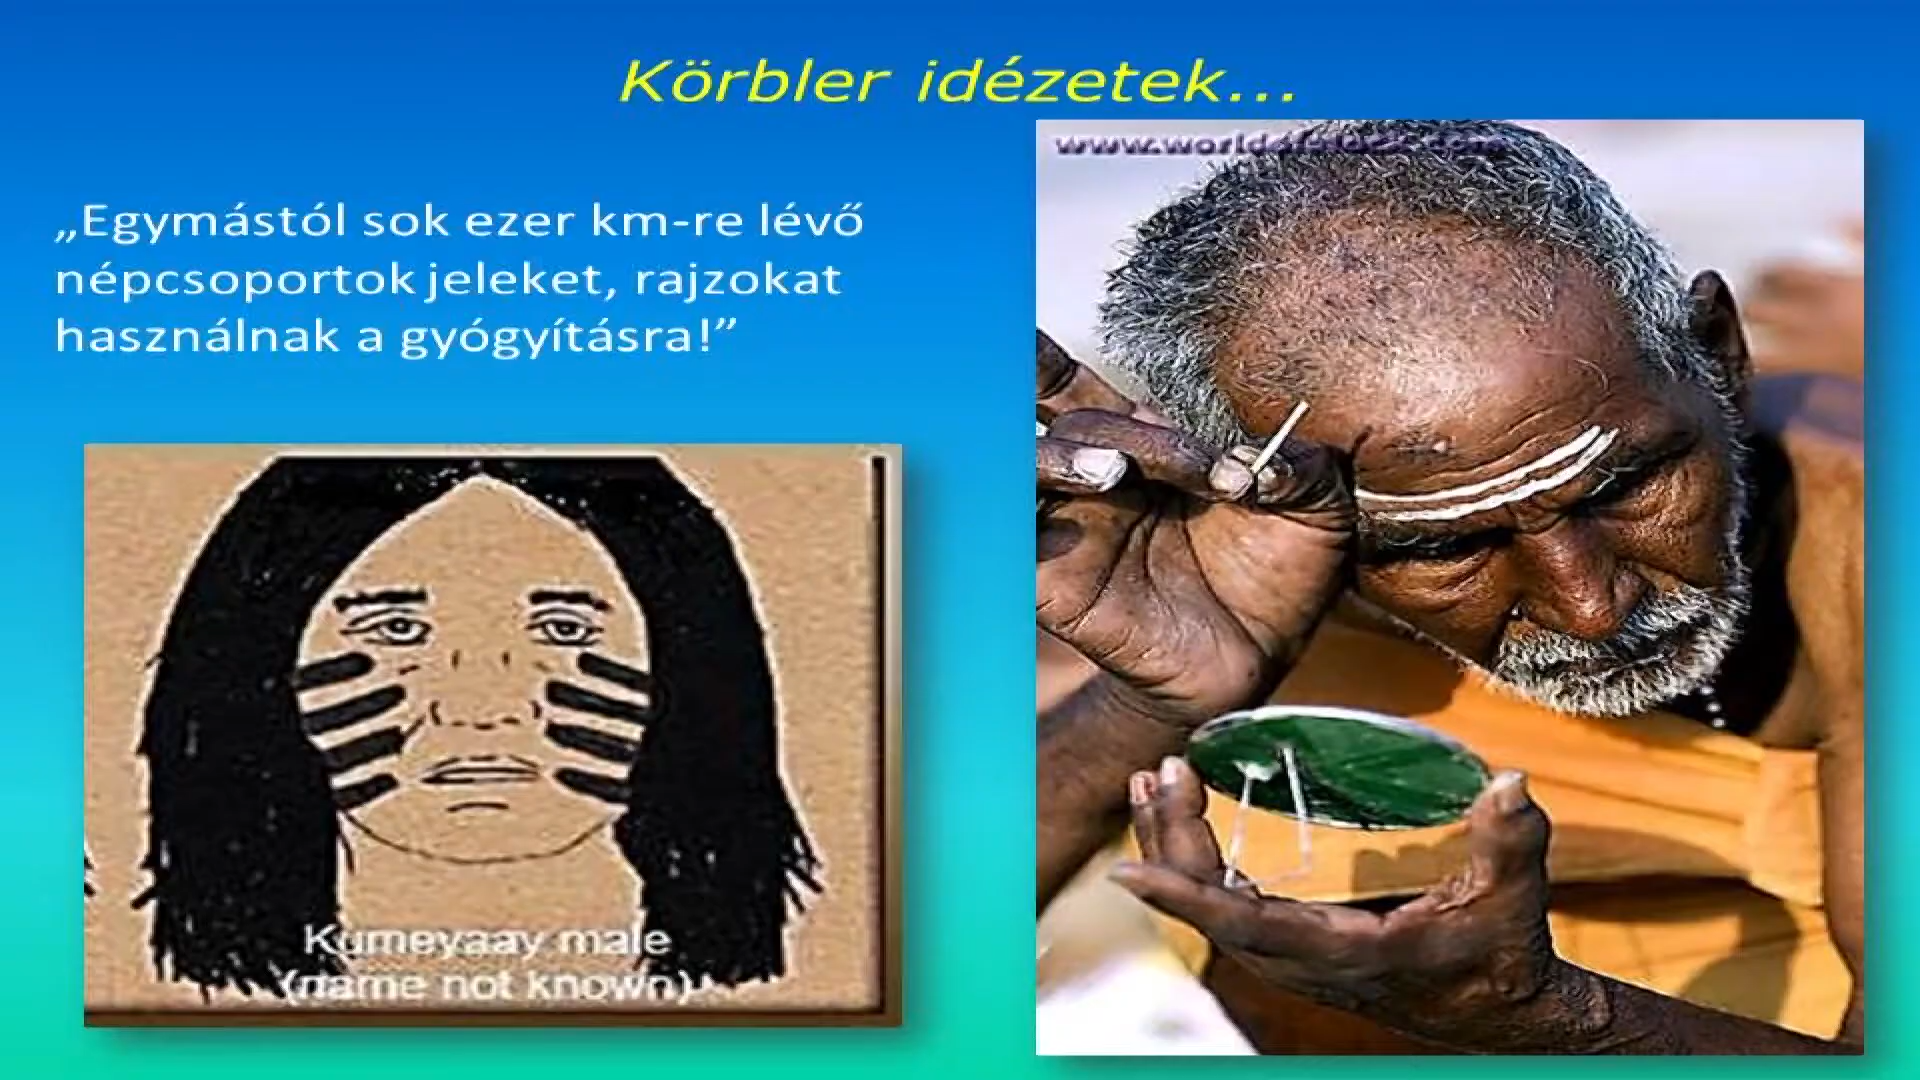 Körbler idézetek...
„Egymástól sok ezer km-re lévő
népcsoportok jeleket, rajzokat
használnak a gyógyításra!”
Kumeyaay male
(name not known)